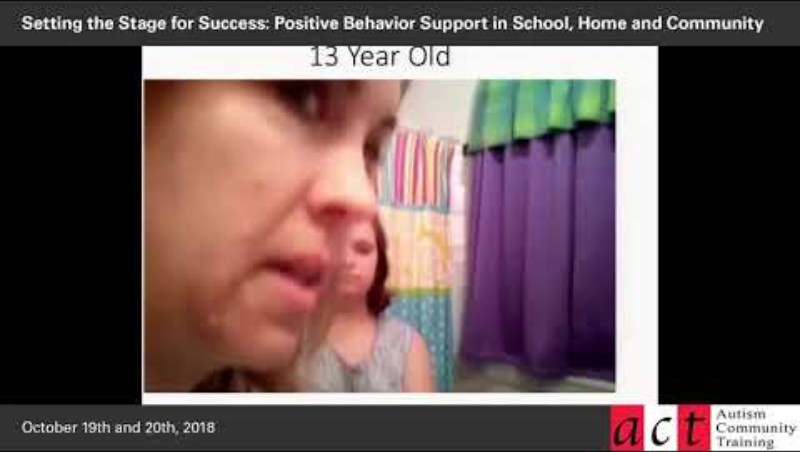 Setting the Stage for Success: Positive Behavior Support in School, Home and Community
13 Year Old
October 19th and 20th, 2018
act
Autism
Community
Training